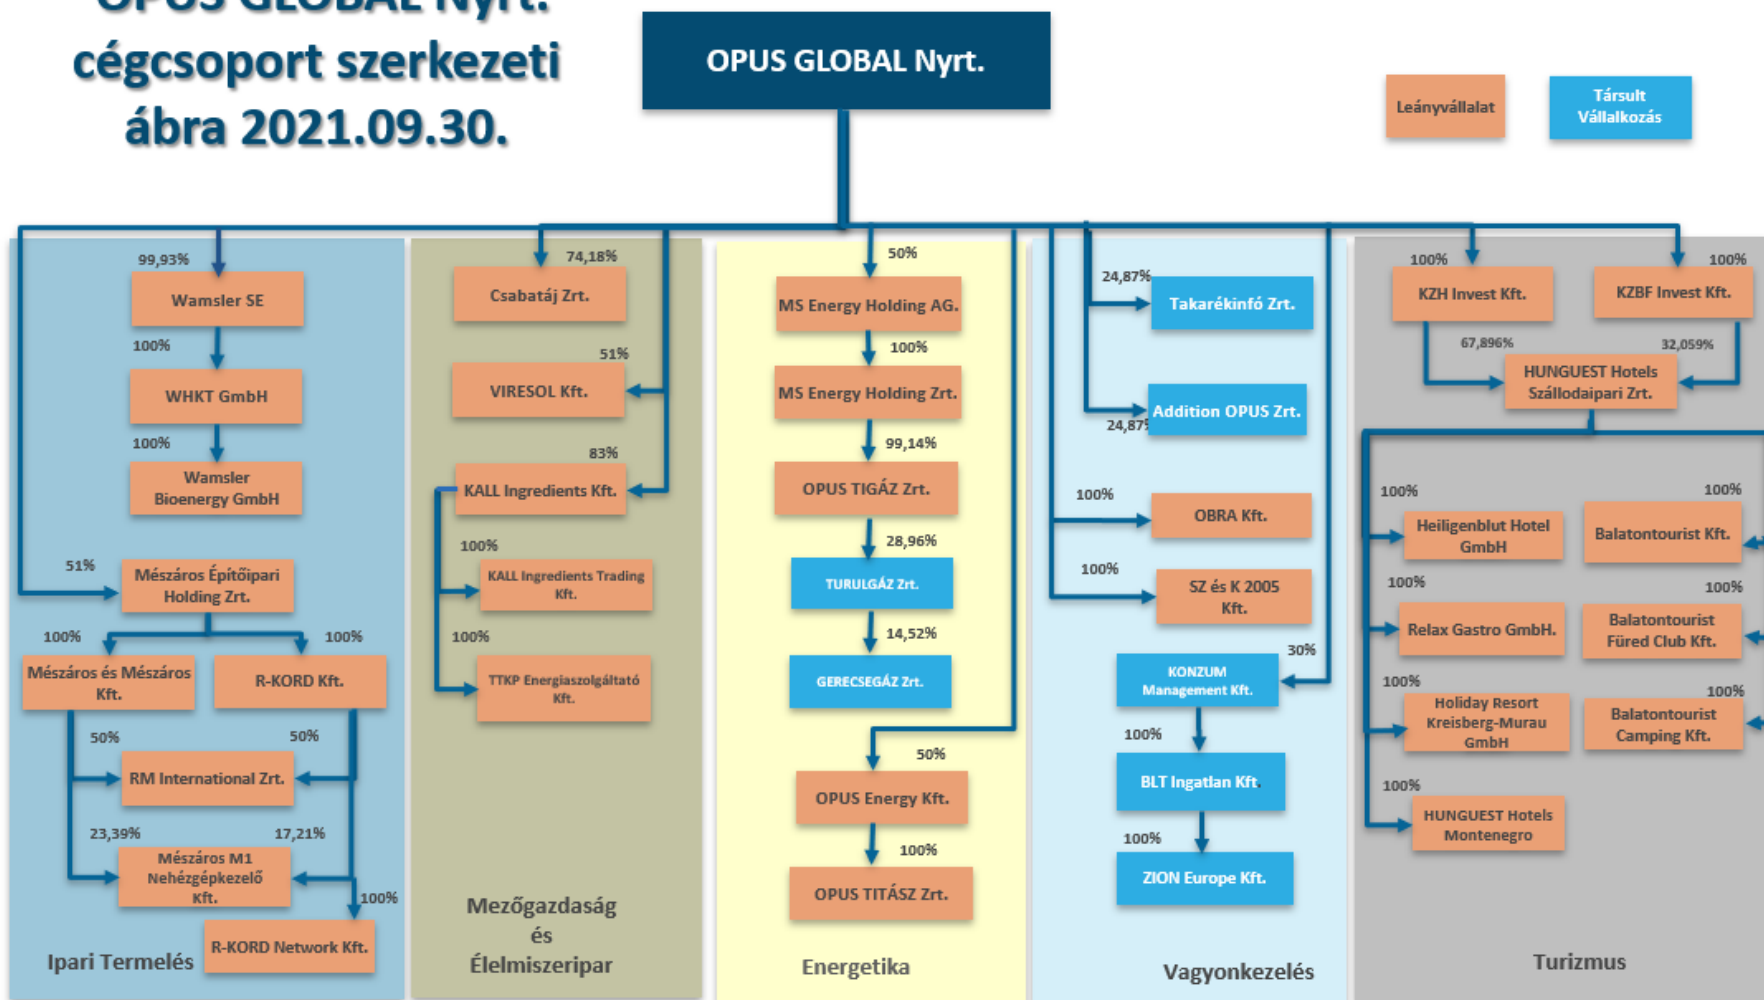 OPUS GLOBAL Nyrt.
cégcsoport szerkezeti
ábra 2021.09.30.
OPUS GLOBAL Nyrt.
Leányvállalat
Társult
Vállalkozás
99,93%
Wamsler SE
100%
WHKT GmbH
100%
Wamsler
Bioenergy GmbH
51%
Mészáros Építőipari
Holding Zrt.
100%
100%
Mészáros és Mészáros
Kft.
R-KORD Kft.
50%
50%
RM International Zrt.
23,39%
17,21%
Mészáros M1
Nehézgépkezelő
Kft.
100%
R-KORD Network Kft.
Ipari Termelés
74,18%
Csabatáj Zrt.
51%
VIRESOL Kft.
83%
KALL Ingredients Kft.
100%
KALL Ingredients Trading
Kft.
100%
TTKP Energiaszolgáltató
Kft.
Mezőgazdaság
és
Élelmiszeripar
50%
MS Energy Holding AG.
100%
MS Energy Holding Zrt.
99,14%
OPUS TIGÁZ Zrt.
28,96%
TURULGÁZ Zrt.
14,52%
GERECSEGÁZ Zrt.
50%
OPUS Energy Kft.
100%
OPUS TITÁSZ Zrt.
Energetika
24,87%
Takarékinfó Zrt.
Addition OPUS Zrt.
24,87%
100%
OBRA Kft.
100%
SZ és K 2005
Kft.
30%
KONZUM
Management Kft.
100%
BLT Ingatlan Kft.
100%
ZION Europe Kft.
Vagyonkezelés
100%
KZH Invest Kft.
100%
KZBF Invest Kft.
67,896%
32,059%
HUNGUEST Hotels
Szállodaipari Zrt.
100%
Heiligenblut Hotel
GmbH
100%
Balatontourist Kft.
100%
Relax Gastro GmbH.
100%
Balatontourist
Füred Club Kft.
100%
Holiday Resort
Kreisberg-Murau
GmbH
100%
Balatontourist
Camping Kft.
100%
HUNGUEST Hotels
Montenegro
Turizmus